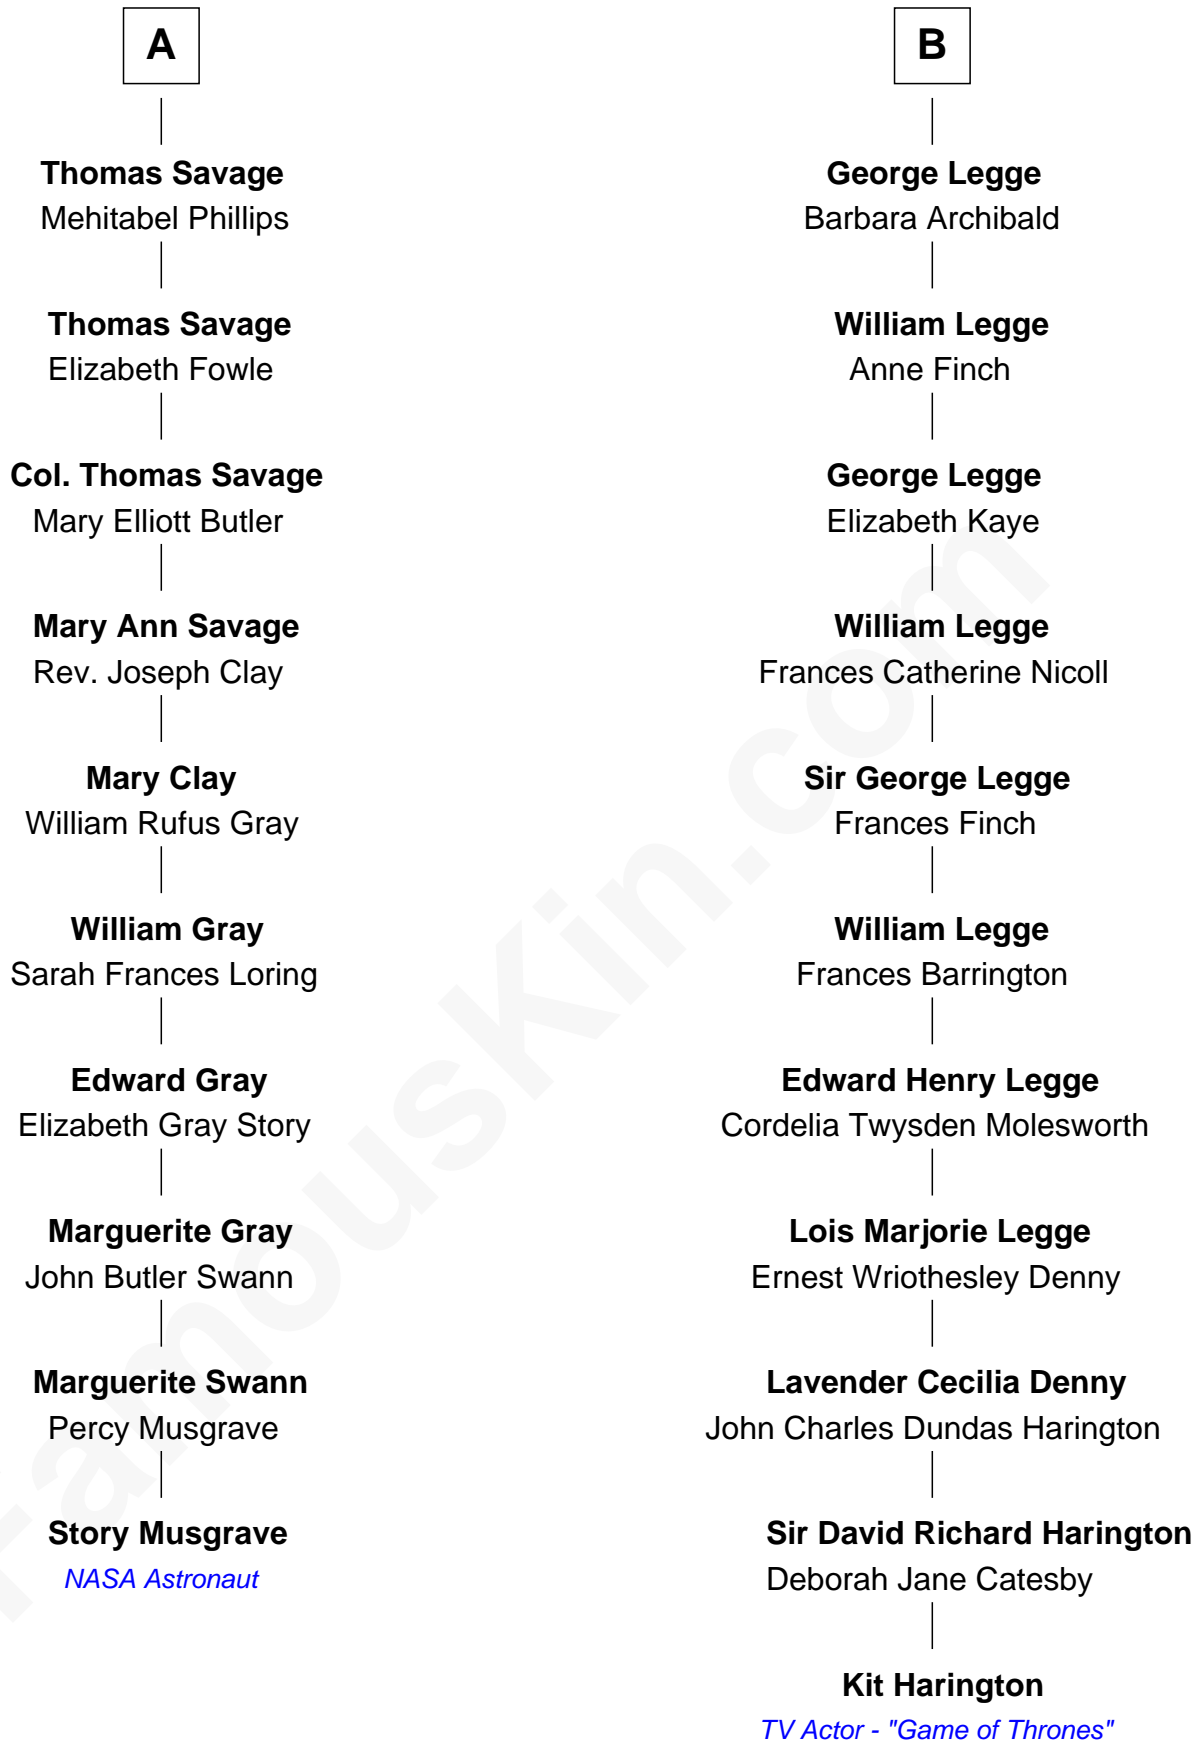 A
Thomas Savage
Mehitabel Phillips
Thomas Savage
Elizabeth Fowle
Col. Thomas Savage
Mary Elliott Butler
Mary Ann Savage
Rev. Joseph Clay
Mary Clay
William Rufus Gray
William Gray
Sarah Frances Loring
Edward Gray
Elizabeth Gray Story
Marguerite Gray
John Butler Swann
Marguerite Swann
Percy Musgrave
Story Musgrave
NASA Astronaut
B
George Legge
Barbara Archibald
William Legge
Anne Finch
George Legge
Elizabeth Kaye
William Legge
Frances Catherine Nicoll
Sir George Legge
Frances Finch
William Legge
Frances Barrington
Edward Henry Legge
Cordelia Twysden Molesworth
Lois Marjorie Legge
Ernest Wriothesley Denny
Lavender Cecilia Denny
John Charles Dundas Harington
Sir David Richard Harington
Deborah Jane Catesby
Kit Harington
TV Actor - "Game of Thrones"
FamousKin.com